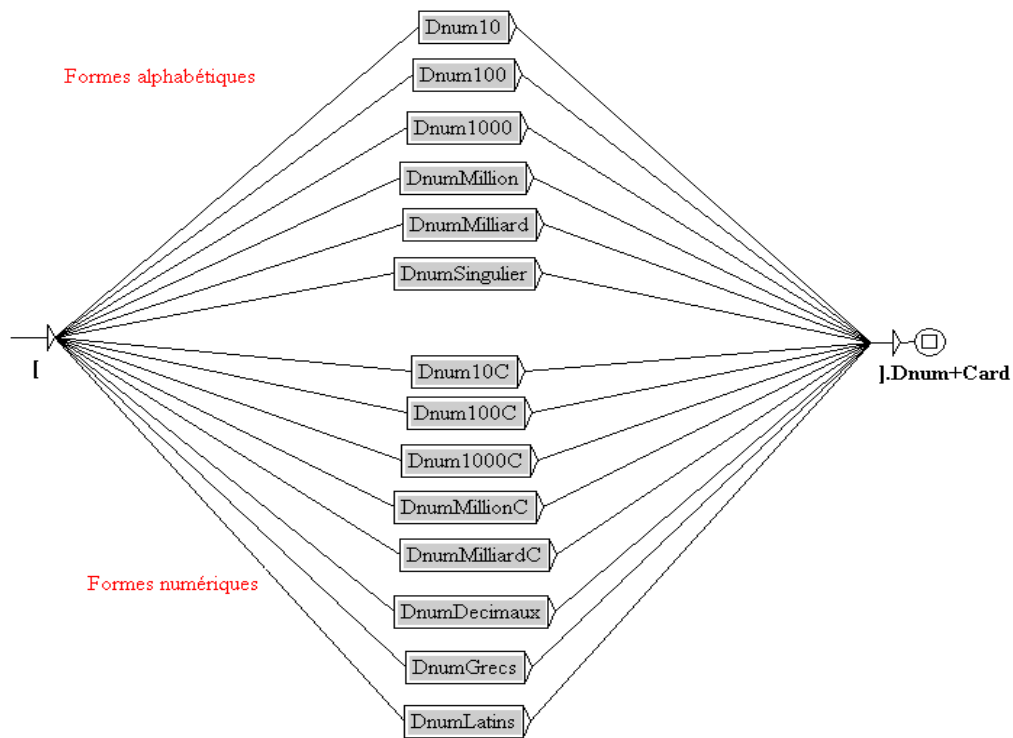 Dnum10
Formes alphabétiques
Dnum100
Dnum1000
DnumMillion
DnumMilliard
DnumSingulier
[
].Dnum+Card
Dnum10C
Dnum100C
Dnum1000C
DnumMillionC
DnumMilliardC
Formes numériques
DnumDecimaux
DnumGrecs
DnumLatins